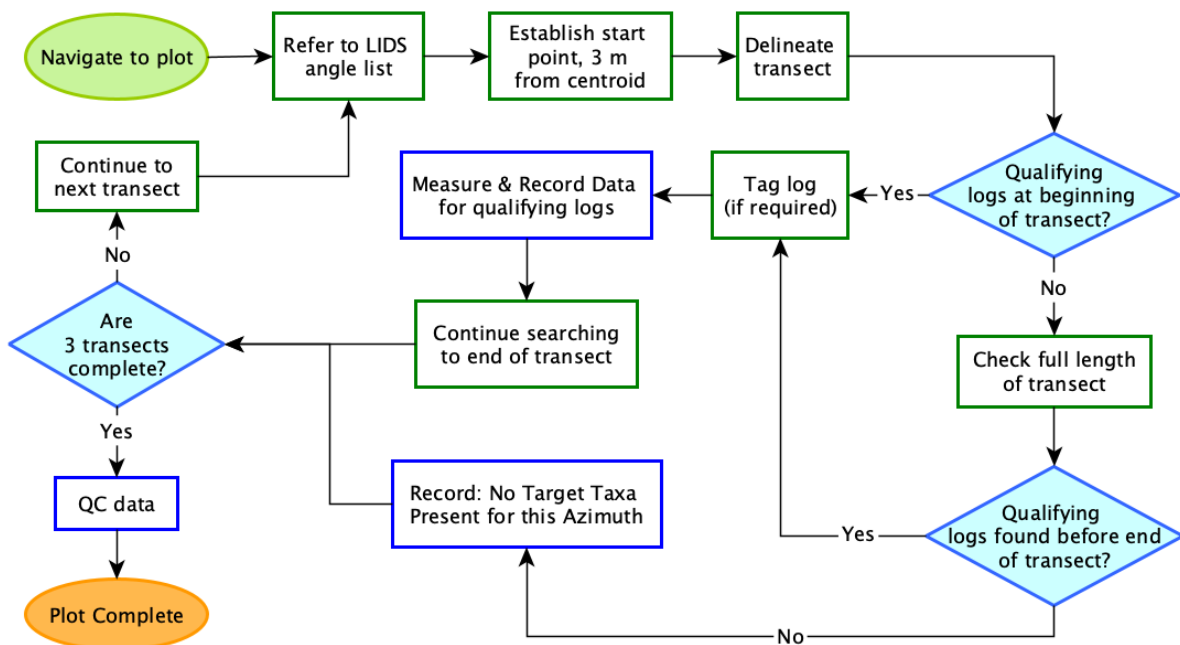 Navigate to plot
Refer to LIDS
angle list
Establish start
point, 3 m
from centroid
Delineate
transect
Qualifying
logs at beginning
of transect?
Yes
Tag log
(if required)
Measure & Record Data
for qualifying logs
Continue searching
to end of transect
No
Check full length
of transect
Qualifying
logs found before end
of transect?
Yes
No
Record: No Target Taxa
Present for this Azimuth
Are
3 transects
complete?
No
Continue to
next transect
Yes
QC data
Plot Complete